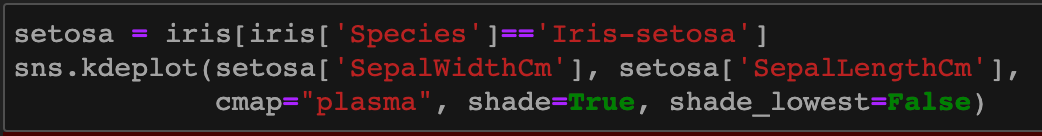 setosa = iris[iris['Species']=='Iris-setosa']
sns.kdeplot(setosa['SepalWidthCm'], setosa['SepalLengthCm'],
            cmap="plasma", shade=True, shade_lowest=False)